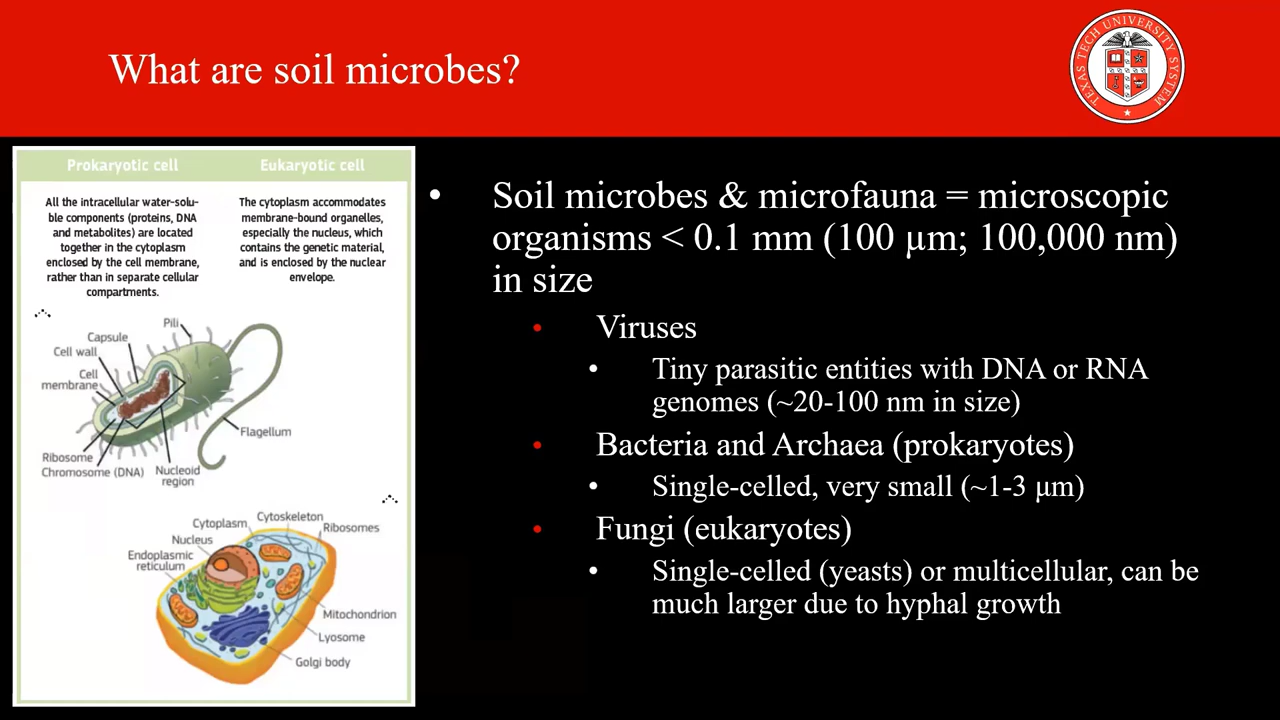 What are soil microbes?
TEXAS TECH UNIVERSITY SYSTEM
Prokaryotic cell
All the intracellular water-solu-
ble components (proteins, DNA
and metabolites) are located
together in the cytoplasm
enclosed by the cell membrane,
rather than in separate cellular
compartments.
Eukaryotic cell
The cytoplasm accommodates
membrane-bound organelles,
especially the nucleus, which
contains the genetic material,
and is enclosed by the nuclear
envelope.
Pili
Capsule
Cell wall
Cell
membrane
Flagellum
Ribosome
Chromosome (DNA)
Nucleoid
region
Cytoskeleton
Cytoplasm
Ribosomes
Nucleus
Endoplasmic
reticulum
Mitochondrion
Lyosome
Golgi body
• Soil microbes & microfauna = microscopic
organisms < 0.1 mm (100 µm; 100,000 nm)
in size
• Viruses
• Tiny parasitic entities with DNA or RNA
genomes (~20-100 nm in size)
• Bacteria and Archaea (prokaryotes)
• Single-celled, very small (~1-3 µm)
• Fungi (eukaryotes)
• Single-celled (yeasts) or multicellular, can be
much larger due to hyphal growth